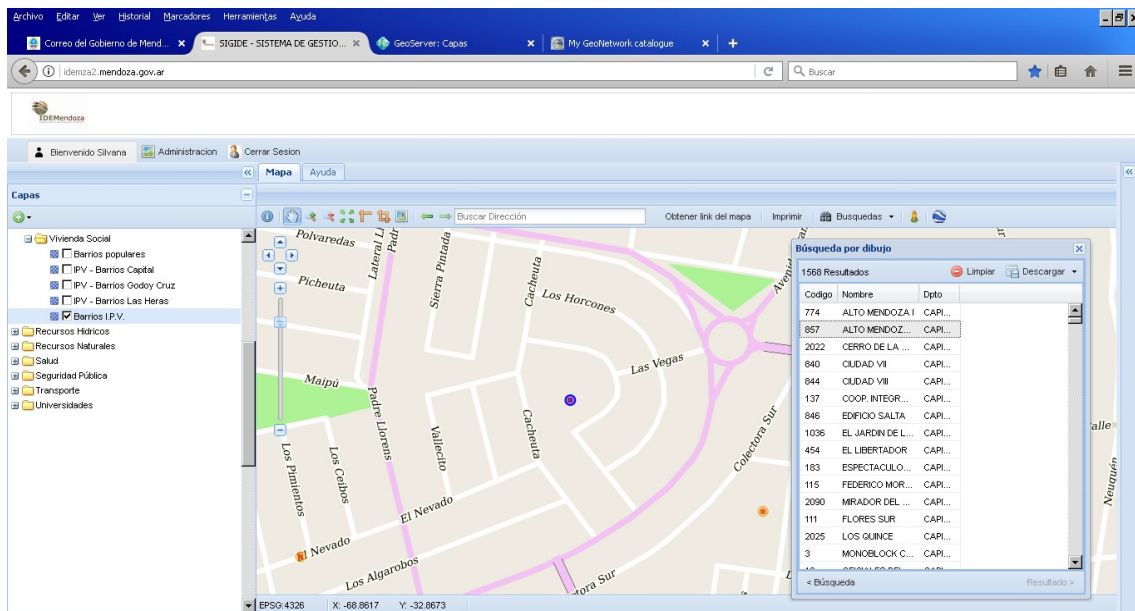 Archivo Editar Ver Historial Marcadores Herramientas Ayuda
Correo del Gobierno de Mend... SIGIDE - SISTEMA DE GESTIO... GeoServer: Capas My GeoNetwork catalogue
idemza2.mendoza.gov.ar Buscar
IDEMendoza
Bienvenido Silvana Administracion Cerrar Sesion
Mapa Ayuda
Capas
Buscar Dirección Obtener link del mapa Imprimir Busquedas
Vivienda Social
Barrios populares
IPV - Barrios Capital
IPV - Barrios Godoy Cruz
IPV - Barrios Las Heras
Barrios I.P.V.
Recursos Hidricos
Recursos Naturales
Salud
Seguridad Pública
Transporte
Universidades
Polvaredas
Lateral Ll
Padr
Sierra Pintada
Cacheuta
Picheuta
Los Horcones
Las Vegas
Maipú
Padre Llorens
Vallecito
Cacheuta
Colectora Sur
Los Pimientos
Los Ceibos
El Nevado
El Nevado
Los Algarobos
tora Sur
alle
Neuquén
Búsqueda por dibujo
1568 Resultados Limpiar Descargar
Codigo Nombre Dpto
774 ALTO MENDOZA I CAPI...
857 ALTO MENDOZ... CAPI...
2022 CERRO DE LA ... CAPI...
840 CIUDAD VII CAPI...
844 CIUDAD VIII CAPI...
137 COOP. INTEGR... CAPI...
846 EDIFICIO SALTA CAPI...
1036 EL JARDIN DE L... CAPI...
454 EL LIBERTADOR CAPI...
183 ESPECTACULO... CAPI...
115 FEDERICO MOR... CAPI...
2090 MIRADOR DEL ... CAPI...
111 FLORES SUR CAPI...
2025 LOS QUINCE CAPI...
3 MONOBLOCK C... CAPI...
< Búsqueda Resultado >
EPSG:4326 X: -68.8617 Y: -32.8673